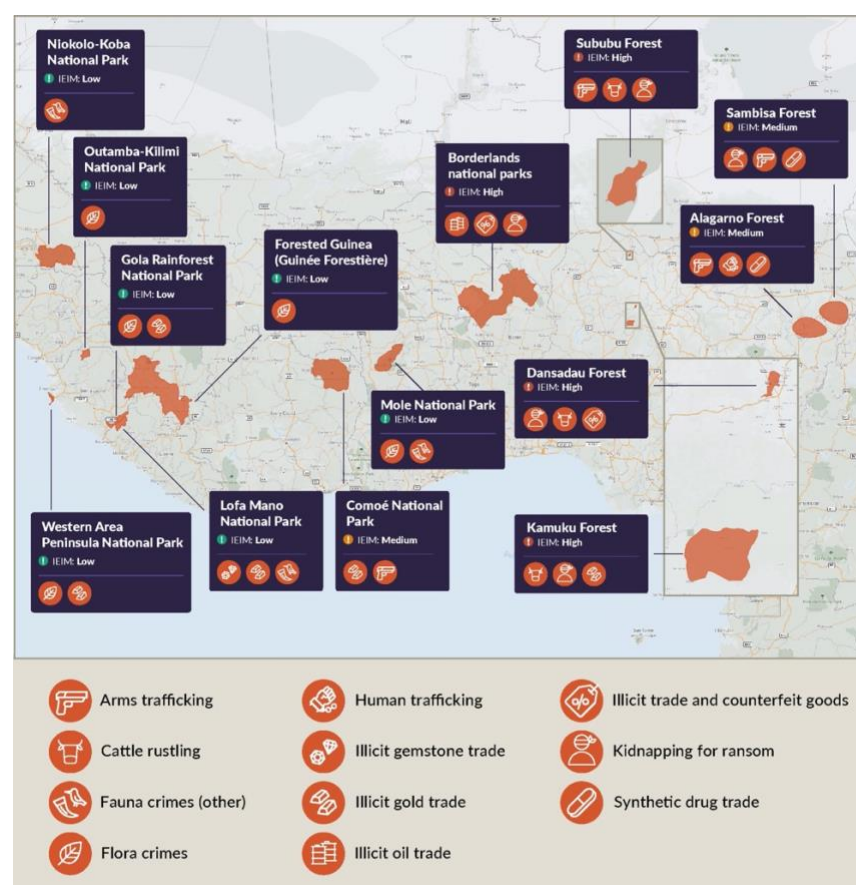 Niokolo-Koba
National Park
IEIM: Low
Sububu Forest
IEIM: High
Sambisa Forest
IEIM: Medium
Outamba-Kilimi
National Park
IEIM: Low
Borderlands
national parks
IEIM: High
Alagarno Forest
IEIM: Medium
Gola Rainforest
National Park
IEIM: Low
Forested Guinea
(Guinée Forestière)
IEIM: Low
Mali
Dansadau Forest
IEIM: High
Mole National Park
IEIM: Low
Western Area
Peninsula National Park
IEIM: Low
Lofa Mano
National Park
IEIM: Low
Comoé National
Park
IEIM: Medium
Kamuku Forest
IEIM: High
Arms trafficking
Human trafficking
Illicit trade and counterfeit goods
Cattle rustling
Illicit gemstone trade
Kidnapping for ransom
Fauna crimes (other)
Illicit gold trade
Synthetic drug trade
Flora crimes
Illicit oil trade